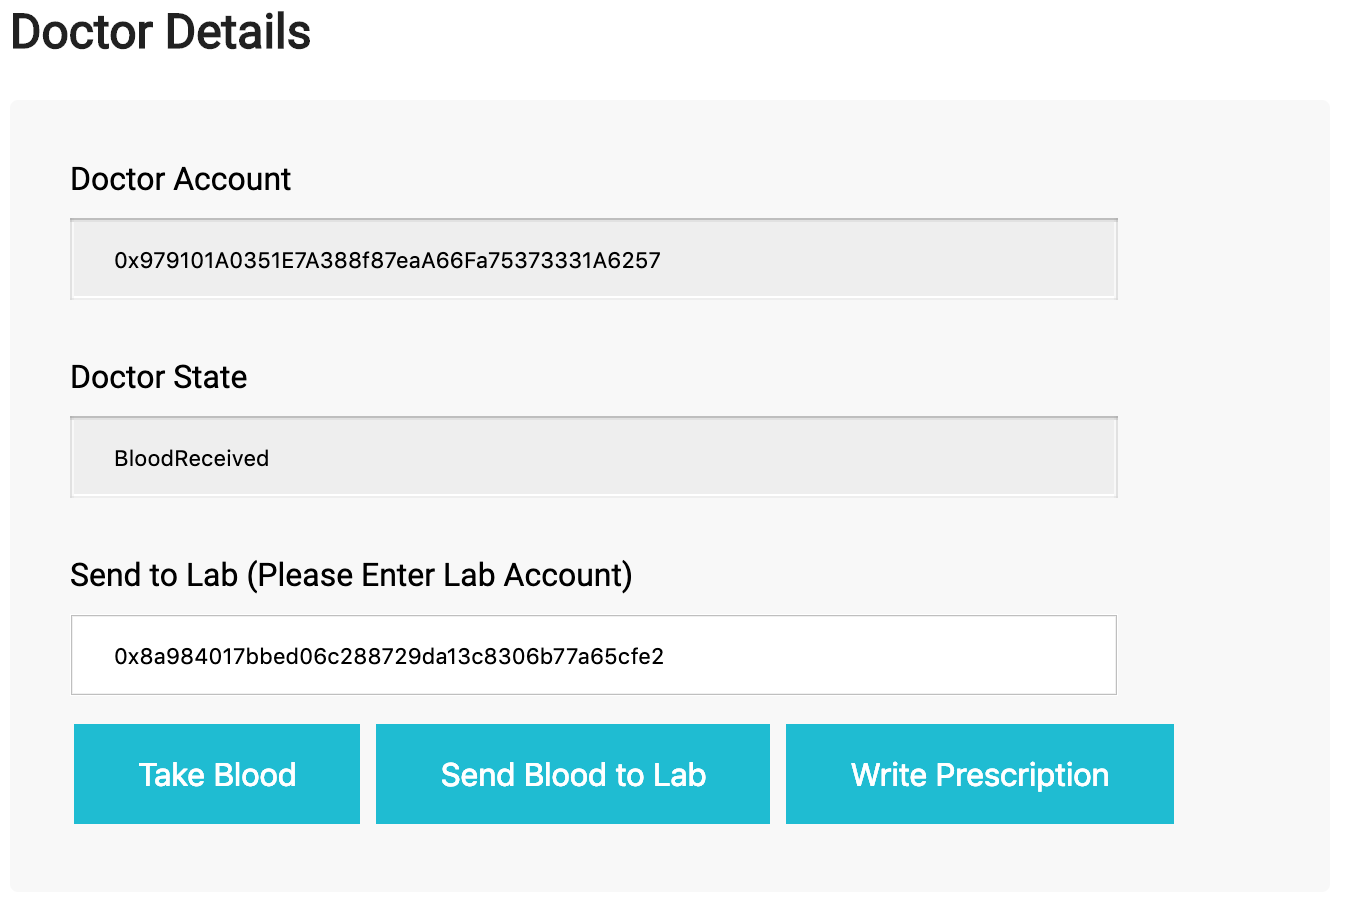 Doctor Details
Doctor Account
0x979101A0351E7A388f87eaA66Fa75373331A6257
Doctor State
BloodReceived
Send to Lab (Please Enter Lab Account)
0x8a984017bbed06c288729da13c8306b77a65cfe2
Take Blood
Send Blood to Lab
Write Prescription